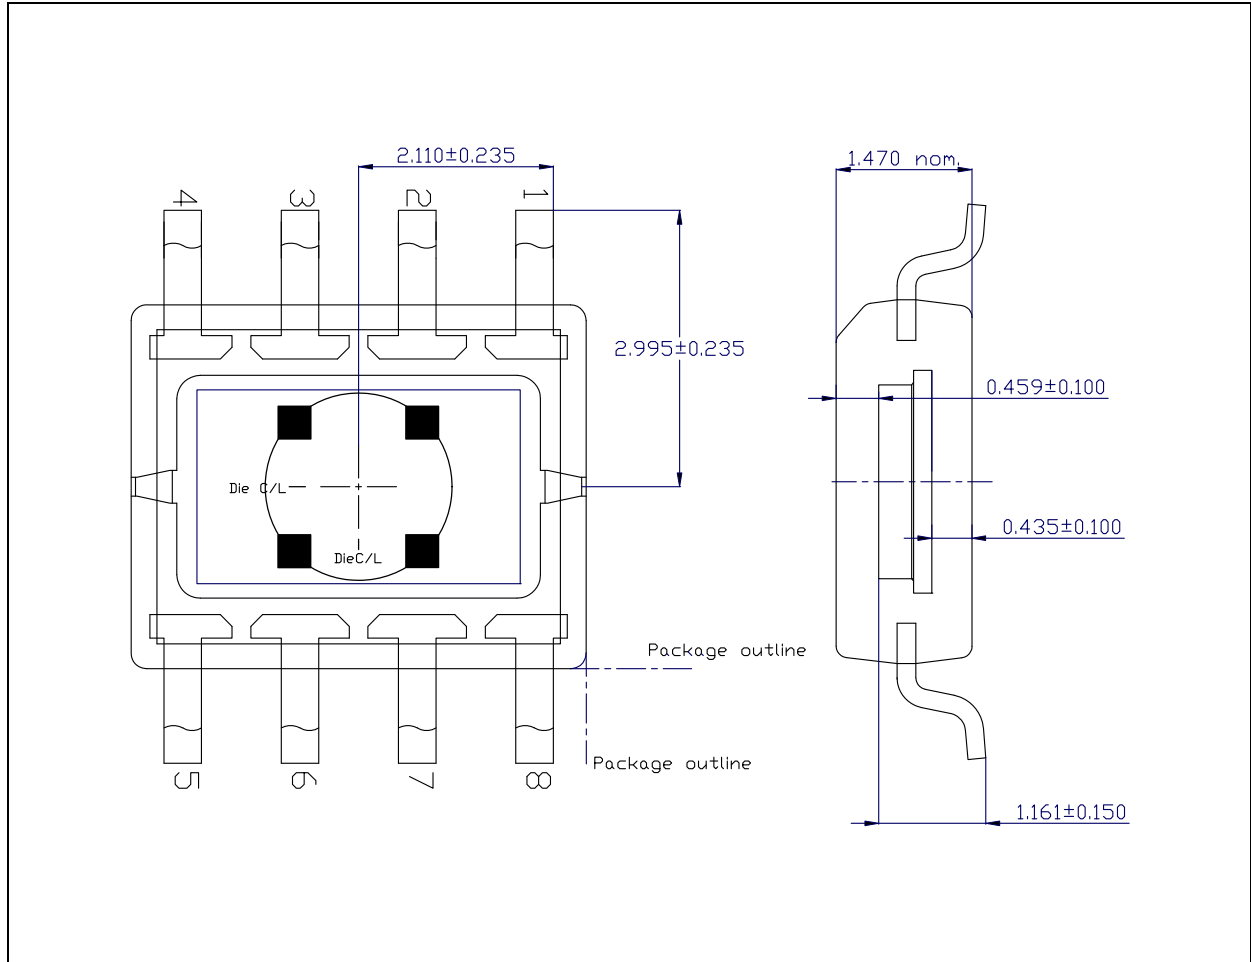 2.110±0.235
1.470 nom.
4 3 2 1
2.995±0.235
0.459±0.100
Die C/L
0.435±0.100
DieC/L
Package outline
Package outline
5 6 7 8
1.161±0.150